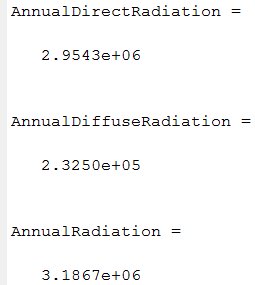 AnnualDirectRadiation =
2.9543e+06
AnnualDiffuseRadiation =
2.3250e+05
AnnualRadiation =
3.1867e+06